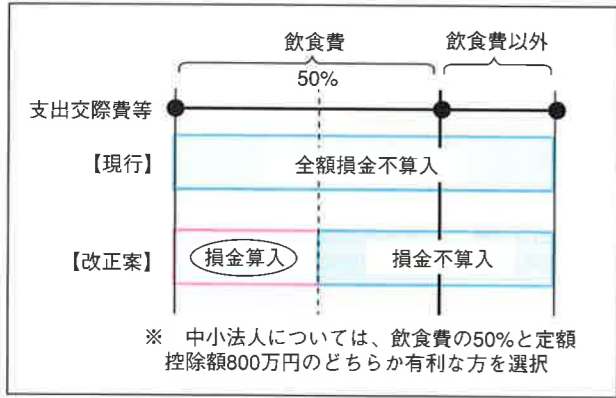 飲食費
飲食費以外
50%
支出交際費等
【現行】
全額損金不算入
【改正案】
損金算入
損金不算入
※ 中小法人については、飲食費の50%と定額
控除額800万円のどちらか有利な方を選択